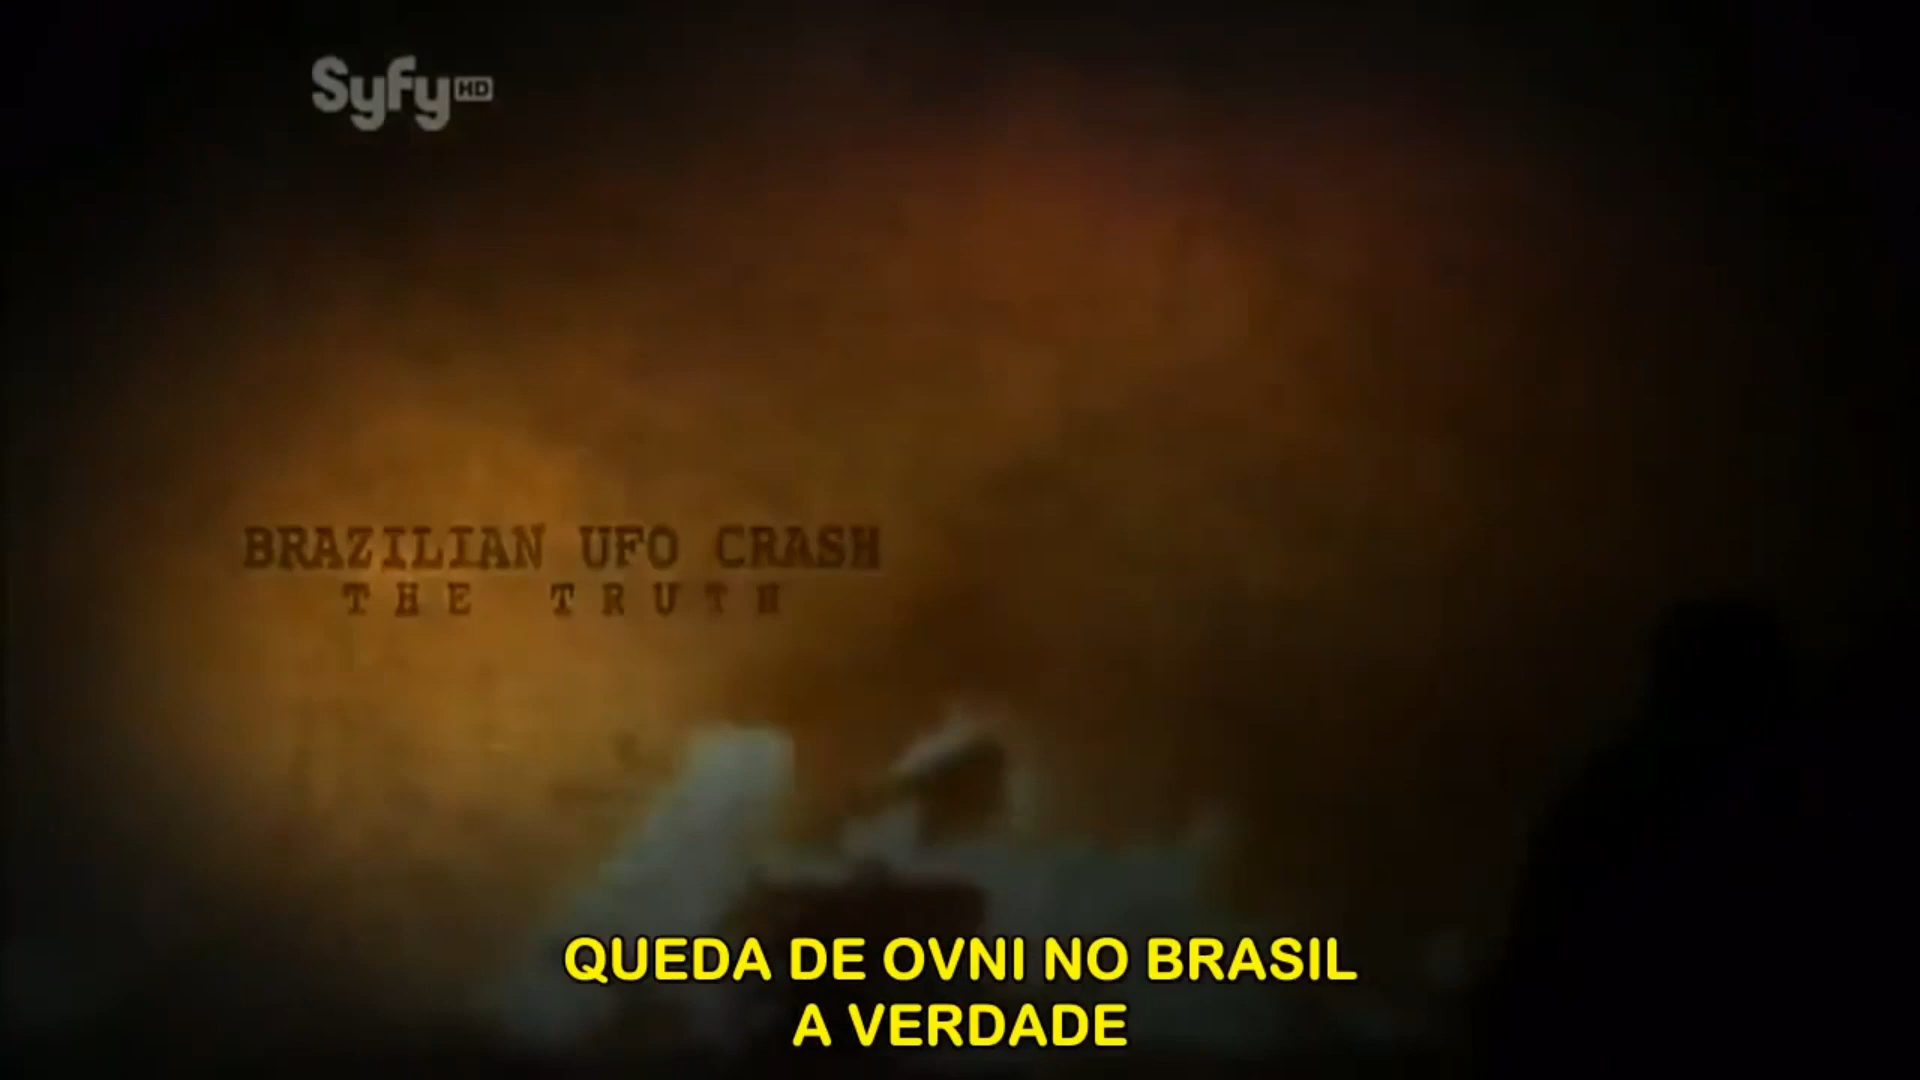 Syfy HD
BRAZILIAN UFO CRASH
THE TRUTH
QUEDA DE OVNI NO BRASIL
A VERDADE